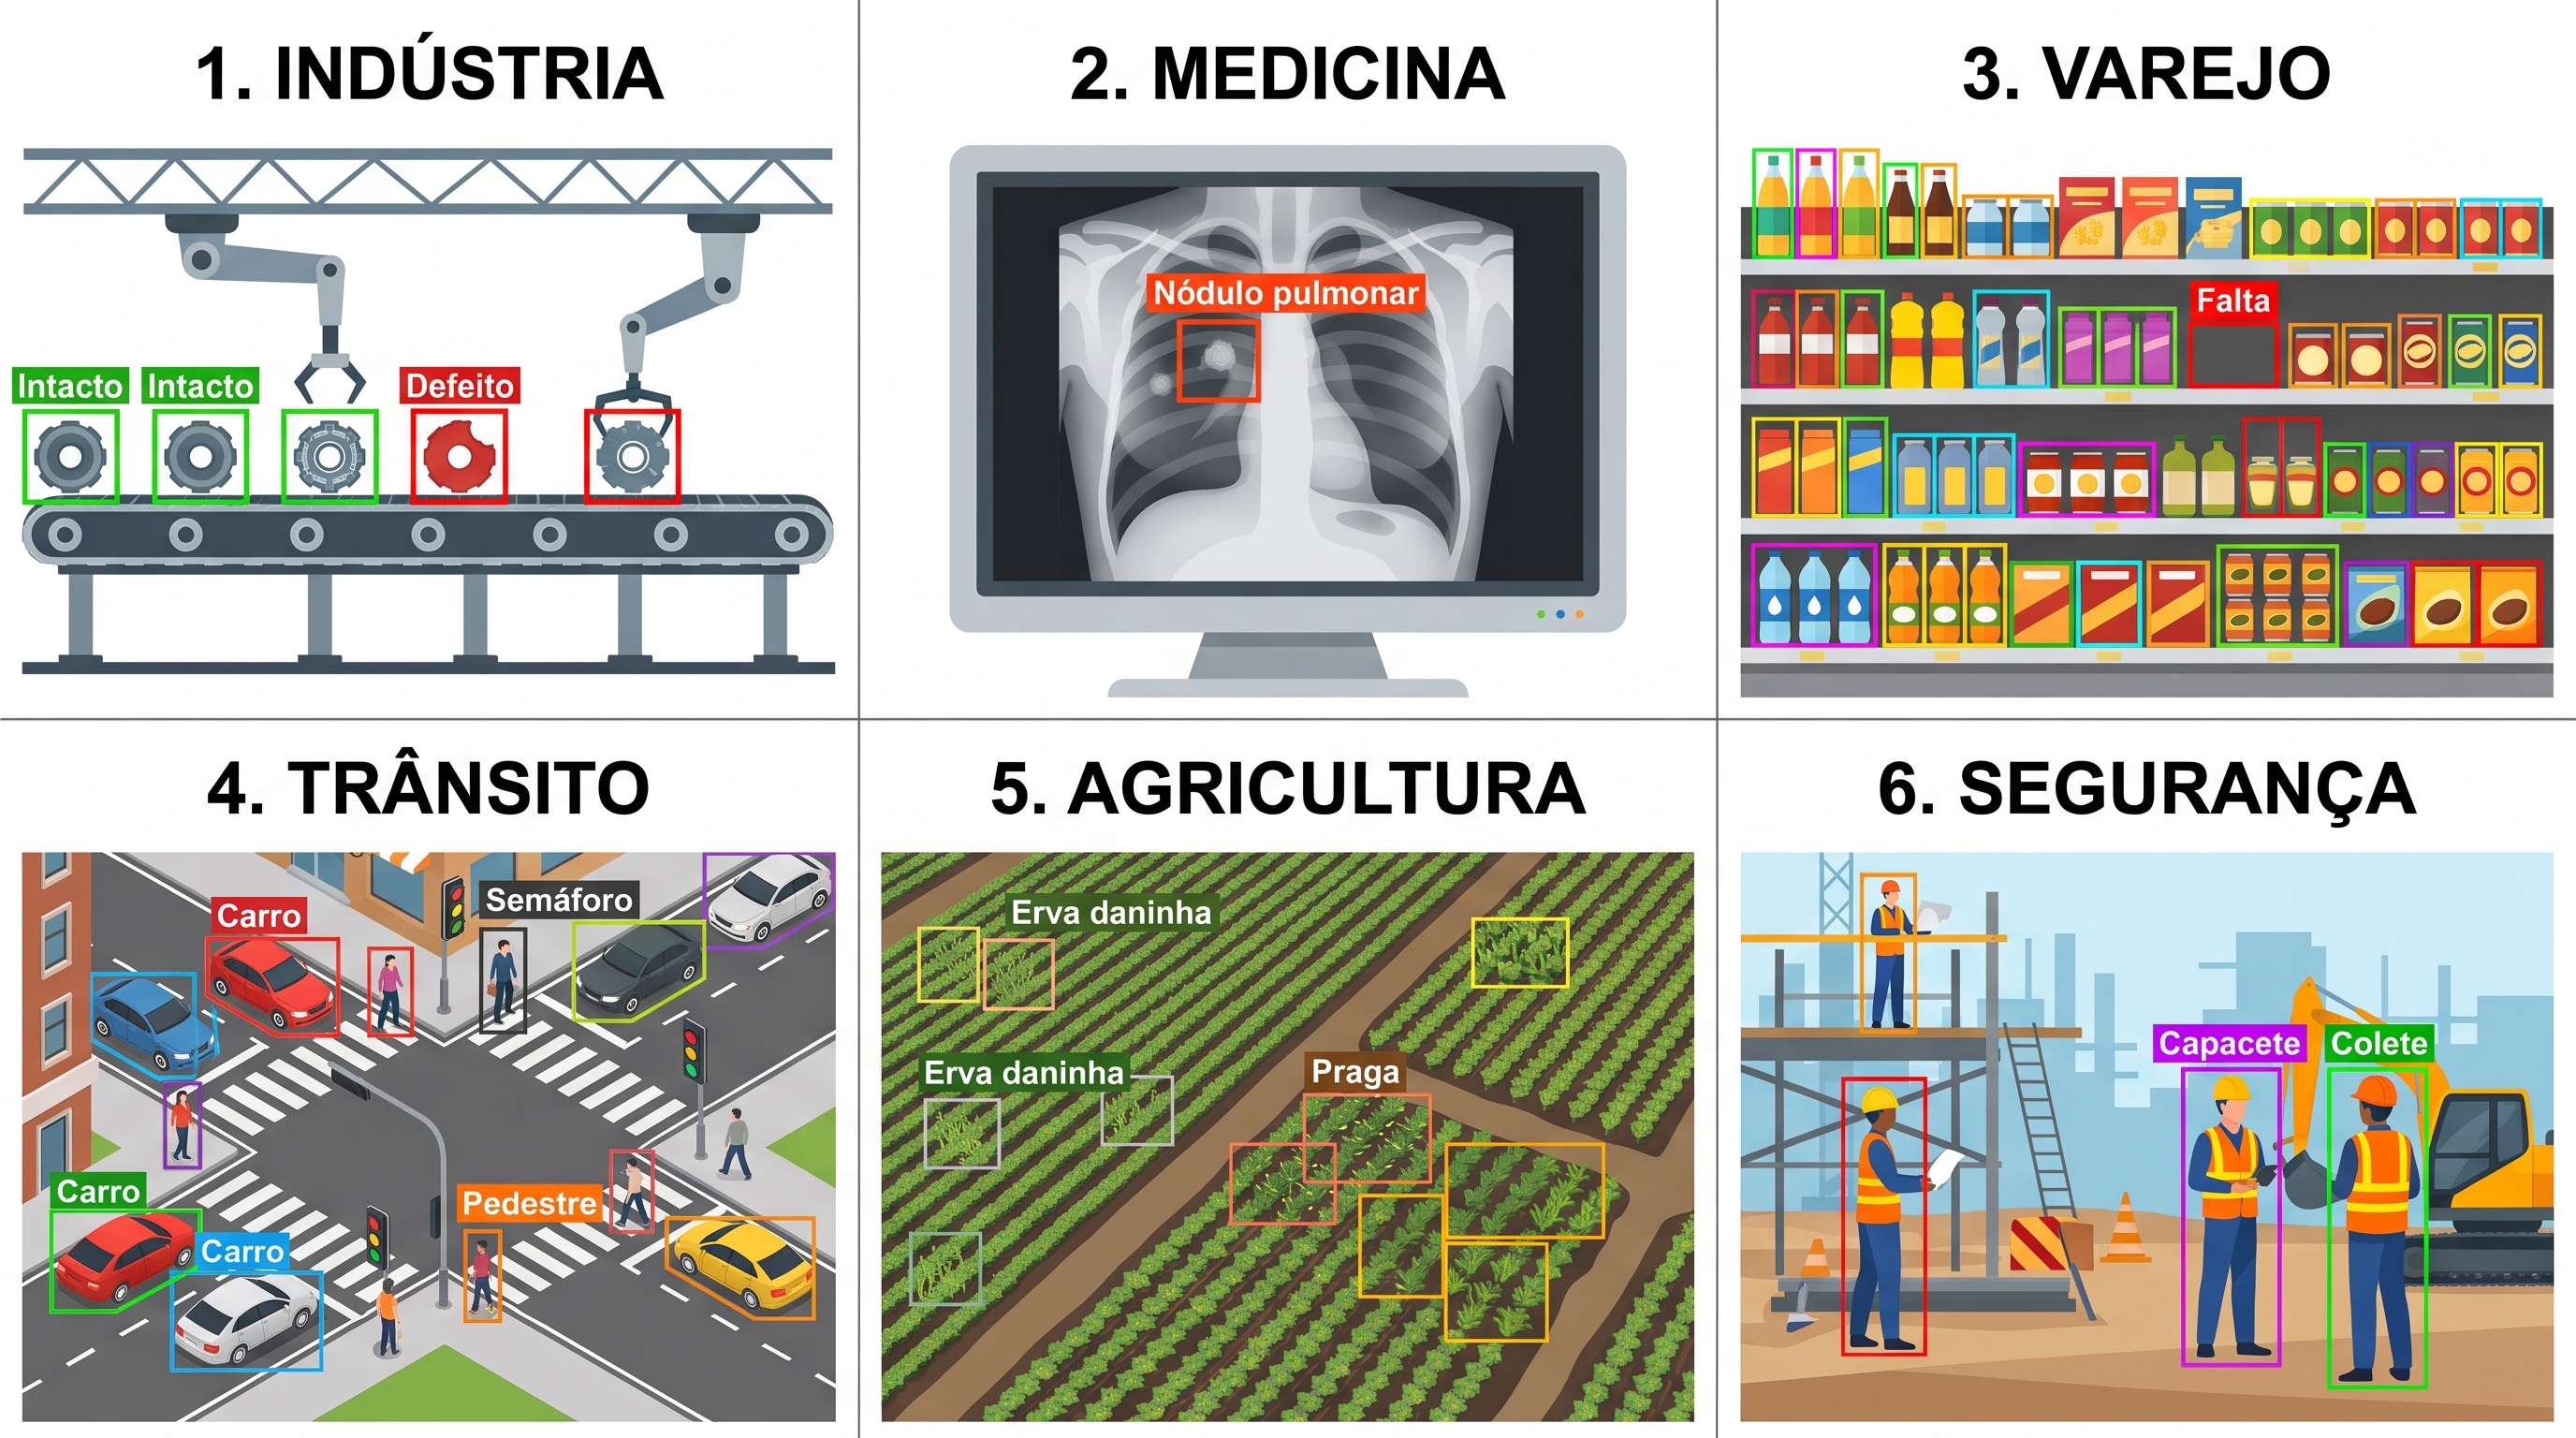 1. INDÚSTRIA
Intacto
Intacto
Defeito
2. MEDICINA
Nódulo pulmonar
3. VAREJO
Falta
4. TRÂNSITO
Carro
Semáforo
Carro
Carro
Pedestre
5. AGRICULTURA
Erva daninha
Erva daninha
Praga
6. SEGURANÇA
Capacete
Colete